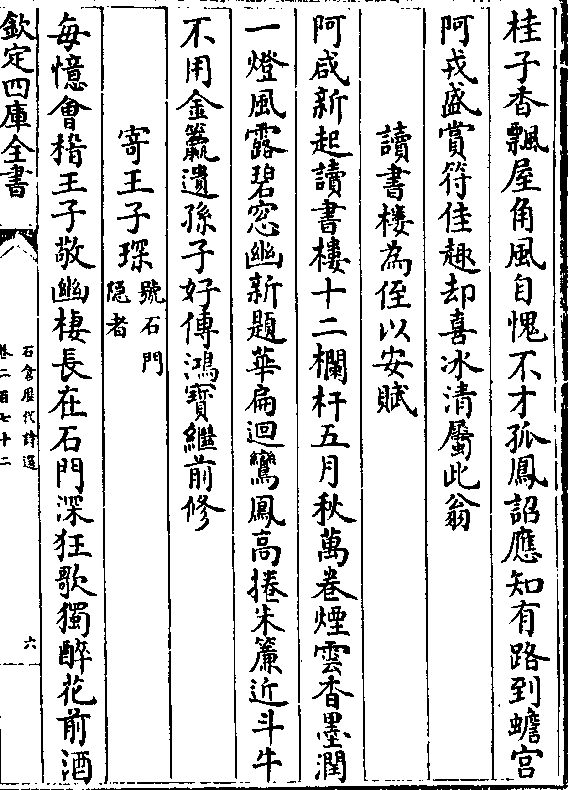 桂子香飄屋角風自愧不才孤鳳詔應知有路到蟾宫
阿戎盛賞符佳趣却喜冰清屬此翁
讀書樓為侄以安賦
阿咸新起讀書樓十二欄杆五月秋萬卷煙雲香墨潤
一燈風露碧窓幽新題華扁迴鸞鳳高捲朱簾近斗牛
不用金籯遺孫子好傳鴻寶繼前修
寄王子琛號石門隠者
每憶會稽王子敬幽棲長在石門深狂歌獨醉花前酒
欽定四庫全書
石倉歷代詩選
卷二百七十二
六